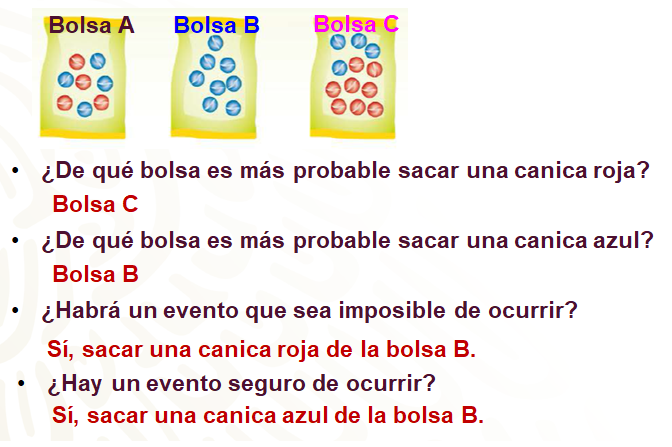 Bolsa A Bolsa B Bolsa C
• ¿De qué bolsa es más probable sacar una canica roja?
Bolsa C
• ¿De qué bolsa es más probable sacar una canica azul?
Bolsa B
• ¿Habrá un evento que sea imposible de ocurrir?
Sí, sacar una canica roja de la bolsa B.
• ¿Hay un evento seguro de ocurrir?
Sí, sacar una canica azul de la bolsa B.